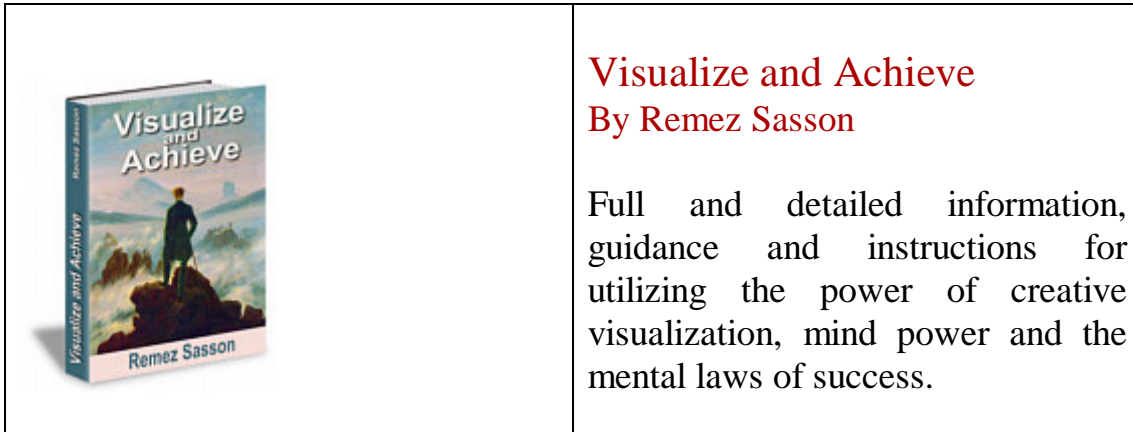 Visualize
and
Achieve
Remez Sasson
Visualize and Achieve
Remez Sasson
Visualize and Achieve
By Remez Sasson
Full and detailed information,
guidance and instructions for
utilizing the power of creative
visualization, mind power and the
mental laws of success.